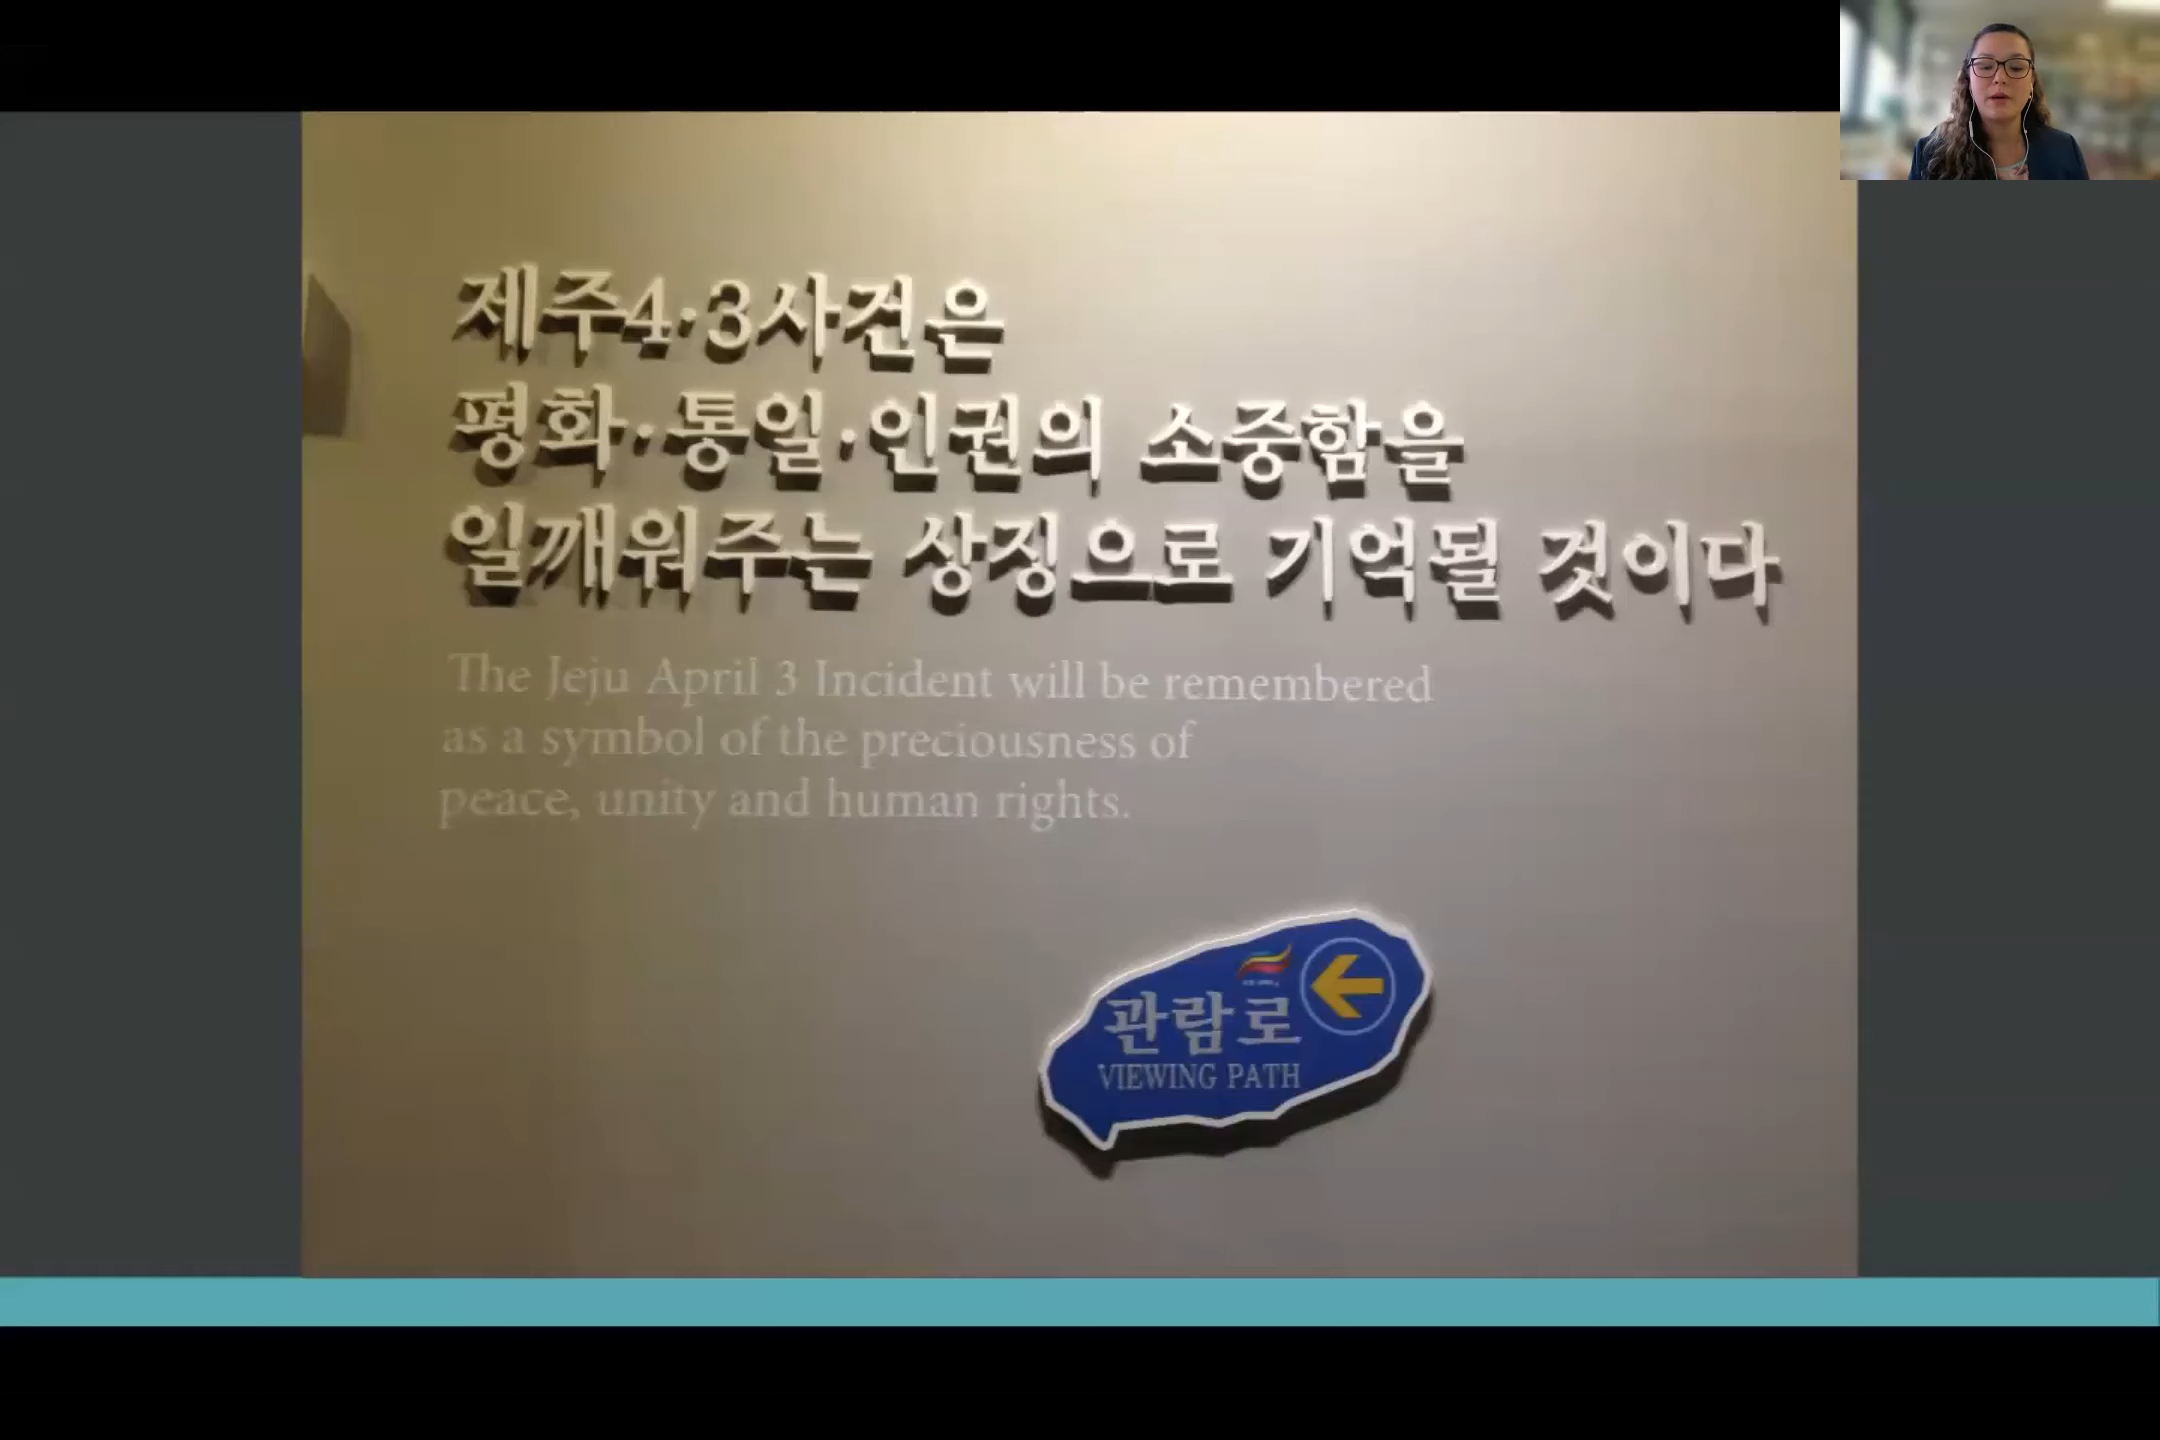 제주4·3사건은
평화·통일·인권의 소중함을
일깨워주는 상징으로 기억될 것이다
The Jeju April 3 Incident will be remembered
as a symbol of the preciousness of
peace, unity and human rights.
관람로
VIEWING PATH